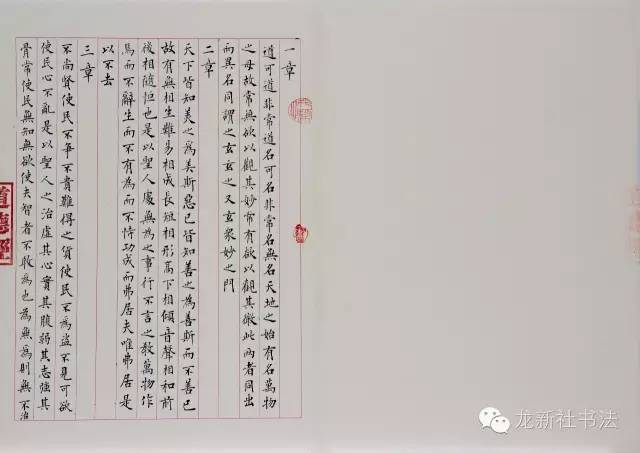 一章
道可道非常道名可名非常名無名天地之始有名萬物
之母故常無欲以觀其妙常有欲以觀其徼此兩者同出
而異名同謂之玄玄之又玄眾妙之門
二章
天下皆知美之為美斯惡已皆知善之為善斯不善已
故有無相生難易相成長短相形高下相傾音聲相和前
後相隨恒也是以聖人處無為之事行不言之教萬物作
焉而不辭生而不有為而不恃功成而弗居夫唯弗居是
以不去
三章
不尚賢使民不爭不貴難得之貨使民不為盜不見可欲
使民心不亂是以聖人之治虛其心實其腹弱其志強其
骨常使民無知無欲使夫智者不敢為也為無為則無不治
道德經
龙新社书法